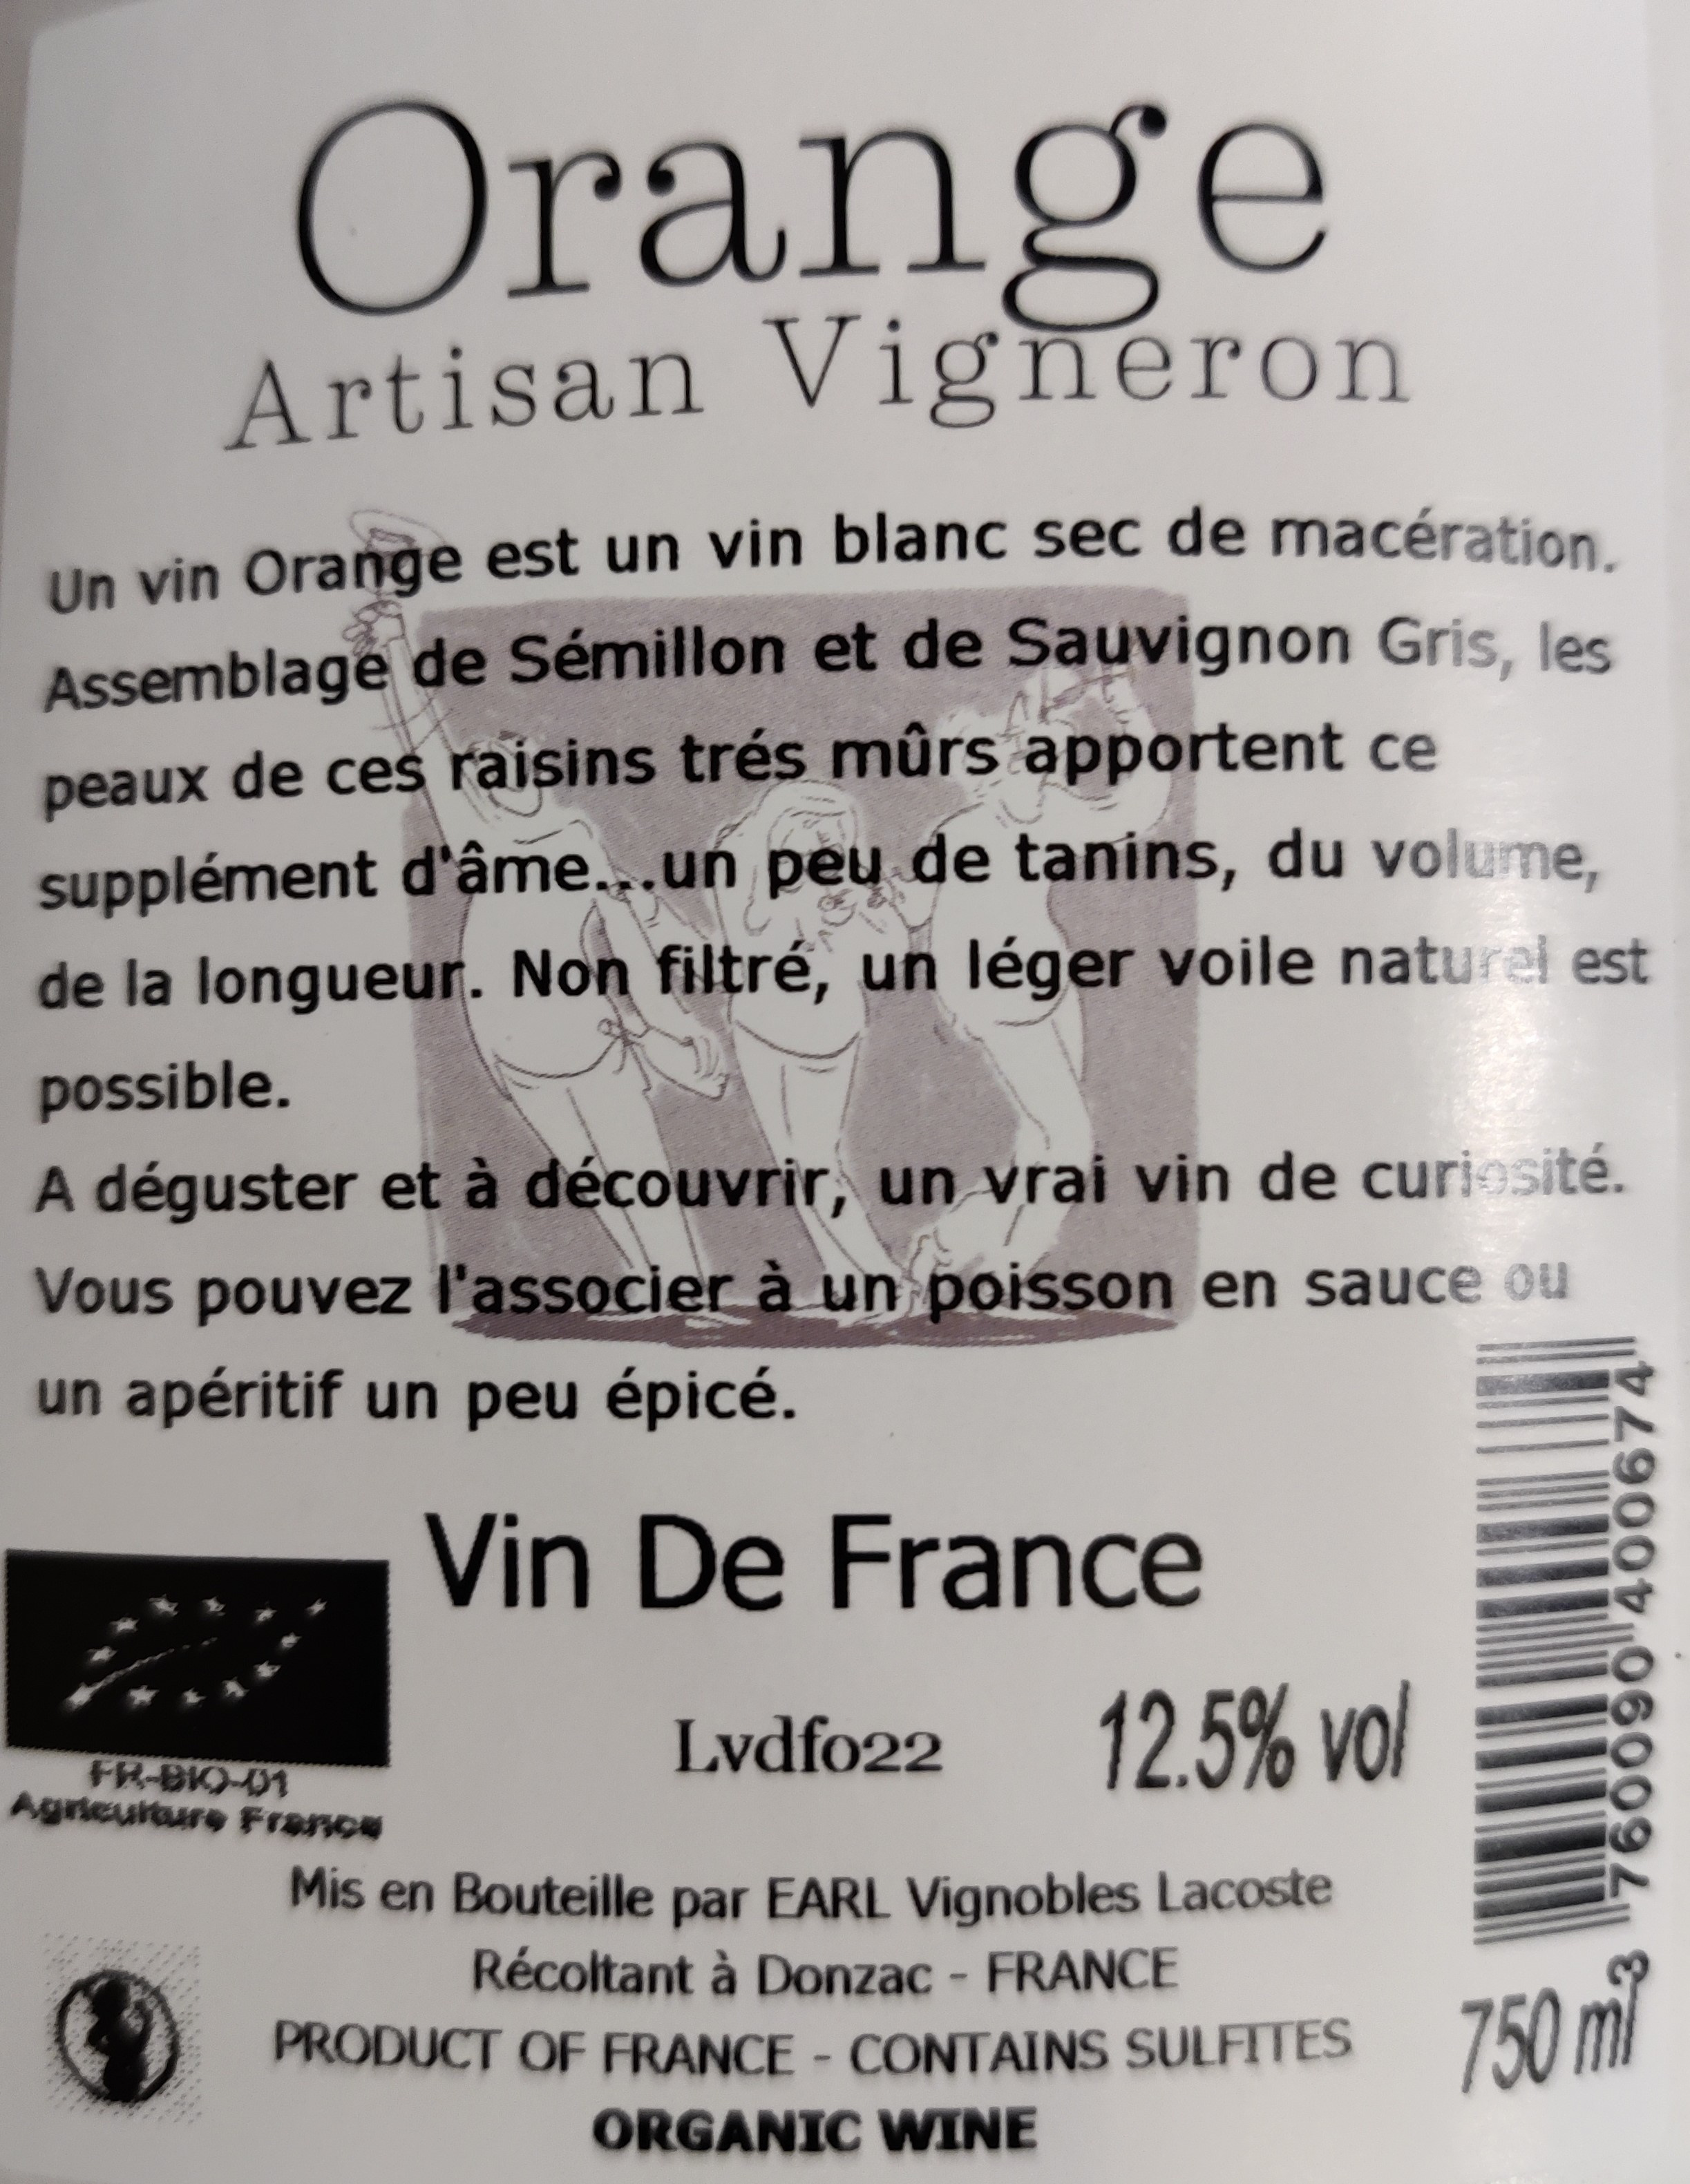 Orange
Artisan Vigneron
Un vin Orange est un vin blanc sec de macération.
Assemblage de Sémillon et de Sauvignon Gris, les
peaux de ces raisins trés mûrs apportent ce
supplément d'âme...un peu de tanins, du volume,
de la longueur. Non filtré, un léger voile naturel est
possible.
A déguster et à découvrir, un vrai vin de curiosité.
Vous pouvez l'associer à un poisson en sauce ou
un apéritif un peu épicé.
Vin De France
Lvdfo22
12.5% vol
FR-BIO-01
Agriculture France
Mis en Bouteille par EARL Vignobles Lacoste
Récoltant à Donzac - FRANCE
PRODUCT OF FRANCE - CONTAINS SULFITES
ORGANIC WINE
3 760090 400674
750 ml